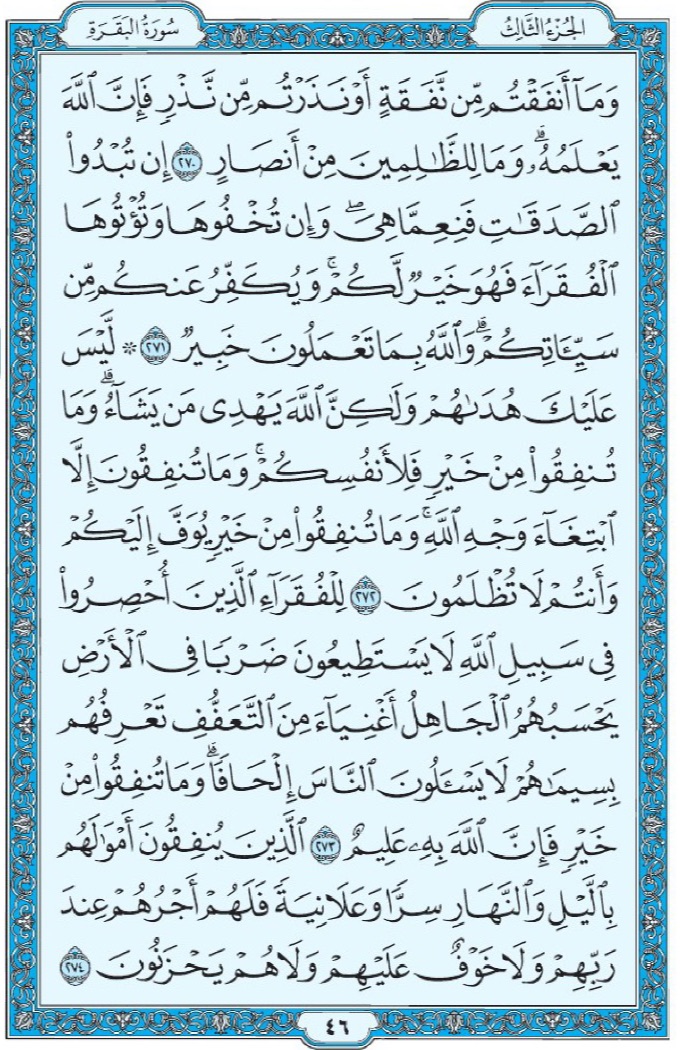 الجُزْءُ الثَّالِثُ
سُورَةُ البَقَرَةِ
وَمَآ أَنفَقْتُم مِّن نَّفَقَةٍ أَوْ نَذَرْتُم مِّن نَّذْرٍ فَإِنَّ ٱللَّهَ
يَعْلَمُهُۥۗ وَمَا لِلظَّٰلِمِينَ مِنْ أَنصَارٍ ٢٧٠ إِن تُبْدُوا۟
ٱلصَّدَقَٰتِ فَنِعِمَّا هِىَۖ وَإِن تُخْفُوهَا وَتُؤْتُوهَا
ٱلْفُقَرَآءَ فَهُوَ خَيْرٌ لَّكُمْۚ وَيُكَفِّرُ عَنكُم مِّن
سَيِّـَٔاتِكُمْۗ وَٱللَّهُ بِمَا تَعْمَلُونَ خَبِيرٌ ٢٧١ * لَّيْسَ
عَلَيْكَ هُدَىٰهُمْ وَلَٰكِنَّ ٱللَّهَ يَهْدِى مَن يَشَآءُۗ وَمَا
تُنفِقُوا۟ مِنْ خَيْرٍ فَلِأَنفُسِكُمْۚ وَمَا تُنفِقُونَ إِلَّا
ٱبْتِغَآءَ وَجْهِ ٱللَّهِۚ وَمَا تُنفِقُوا۟ مِنْ خَيْرٍ يُوَفَّ إِلَيْكُمْ
وَأَنتُمْ لَا تُظْلَمُونَ ٢٧٢ لِلْفُقَرَآءِ ٱلَّذِينَ أُحْصِرُوا۟
فِى سَبِيلِ ٱللَّهِ لَا يَسْتَطِيعُونَ ضَرْبًا فِى ٱلْأَرْضِ
يَحْسَبُهُمُ ٱلْجَاهِلُ أَغْنِيَآءَ مِنَ ٱلتَّعَفُّفِ تَعْرِفُهُم
بِسِيمَٰهُمْ لَا يَسْـَٔلُونَ ٱلنَّاسَ إِلْحَافًاۗ وَمَا تُنفِقُوا۟ مِنْ
خَيْرٍ فَإِنَّ ٱللَّهَ بِهِۦ عَلِيمٌ ٢٧٣ ٱلَّذِينَ يُنفِقُونَ أَمْوَٰلَهُم
بِٱلَّيْلِ وَٱلنَّهَارِ سِرًّا وَعَلَانِيَةً فَلَهُمْ أَجْرُهُمْ عِندَ
رَبِّهِمْ وَلَا خَوْفٌ عَلَيْهِمْ وَلَا هُمْ يَحْزَنُونَ ٢٧٤
٤٦